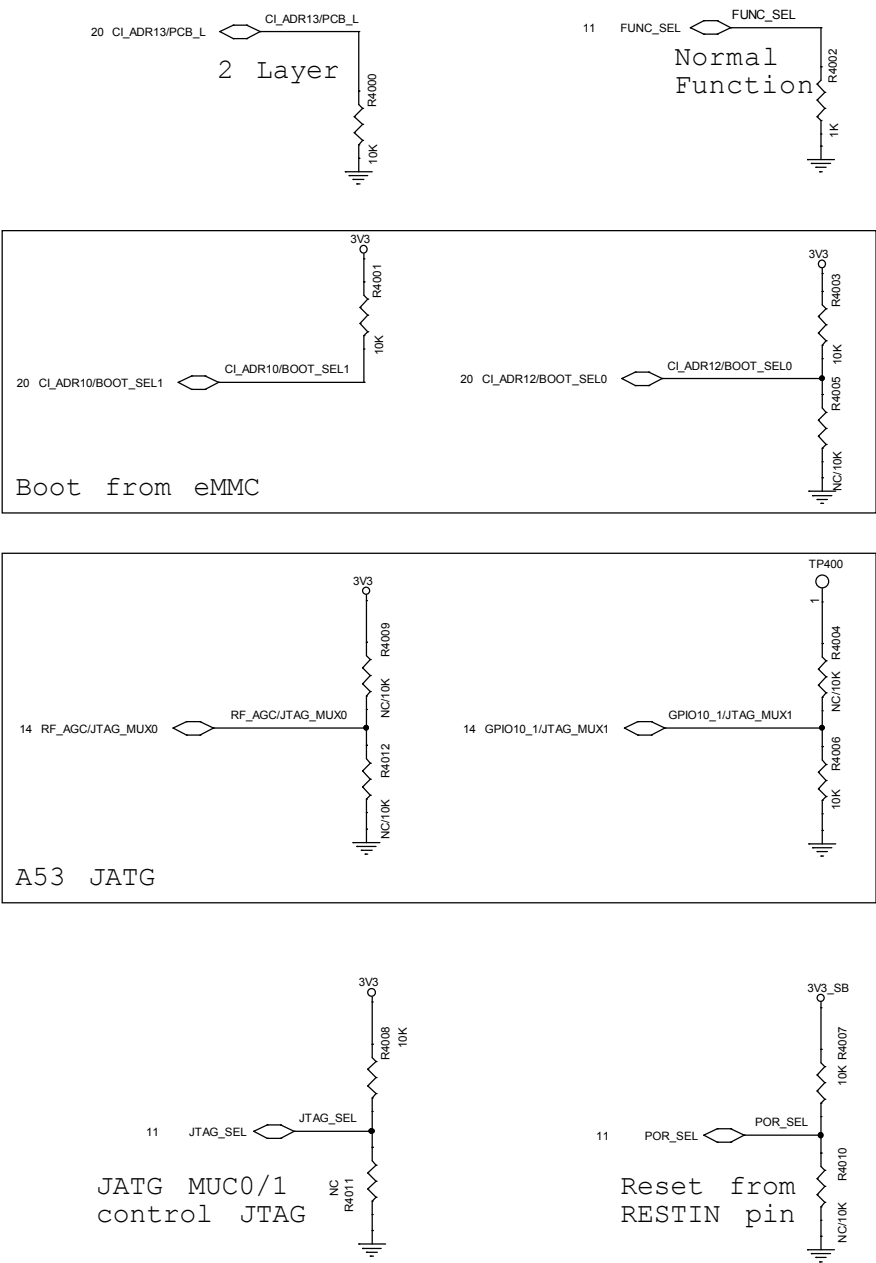 20 CI_ADR13/PCB_L
CI_ADR13/PCB_L
2 Layer
R4000
10K
11 FUNC_SEL
FUNC_SEL
Normal
Function
R4002
1K
3V3
R4001
10K
20 CI_ADR10/BOOT_SEL1
CI_ADR10/BOOT_SEL1
3V3
R4003
10K
20 CI_ADR12/BOOT_SEL0
CI_ADR12/BOOT_SEL0
R4005
NC/10K
Boot from eMMC
3V3
R4009
NC/10K
14 RF_AGC/JTAG_MUX0
RF_AGC/JTAG_MUX0
R4012
NC/10K
TP400
1
R4004
NC/10K
14 GPIO10_1/JTAG_MUX1
GPIO10_1/JTAG_MUX1
R4006
10K
A53 JATG
3V3
R4008
10K
11 JTAG_SEL
JTAG_SEL
NC
R4011
JATG MUC0/1
control JTAG
3V3_SB
10K R4007
11 POR_SEL
POR_SEL
R4010
NC/10K
Reset from
RESTIN pin